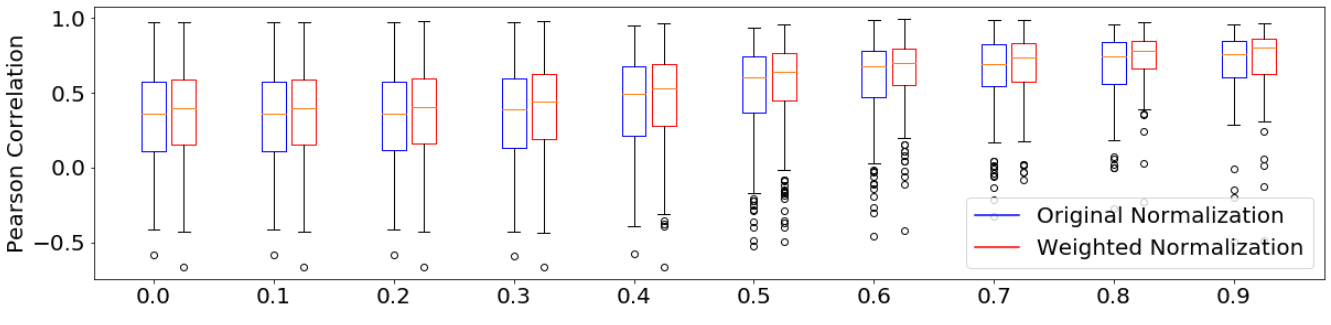 Pearson Correlation
1.0
0.5
0.0
−0.5
0.0 0.1 0.2 0.3 0.4 0.5 0.6 0.7 0.8 0.9
Original Normalization
Weighted Normalization